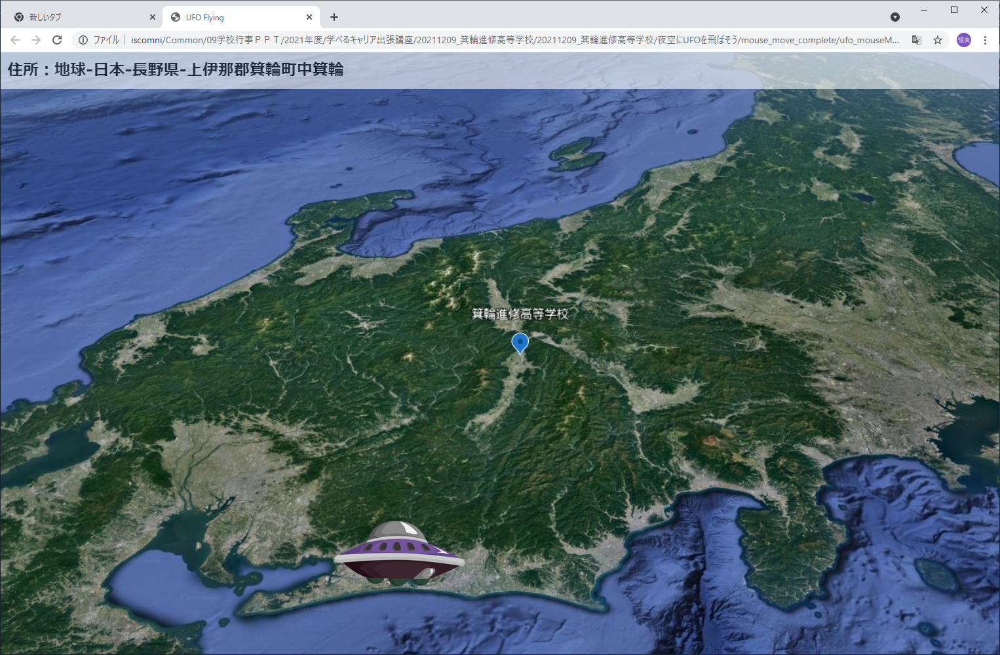 新しいタブ
UFO Flying
ファイル
iscomni/Common/09学校行事ＰＰＴ/2021年度/学べるキャリア出張講座/20211209_箕輪進修高等学校/20211209_箕輪進修高等学校/夜空にUFOを飛ばそう/mouse_move_complete/ufo_mouseM...
恒夫
住所：地球-日本-長野県-上伊那郡箕輪町中箕輪
箕輪進修高等学校